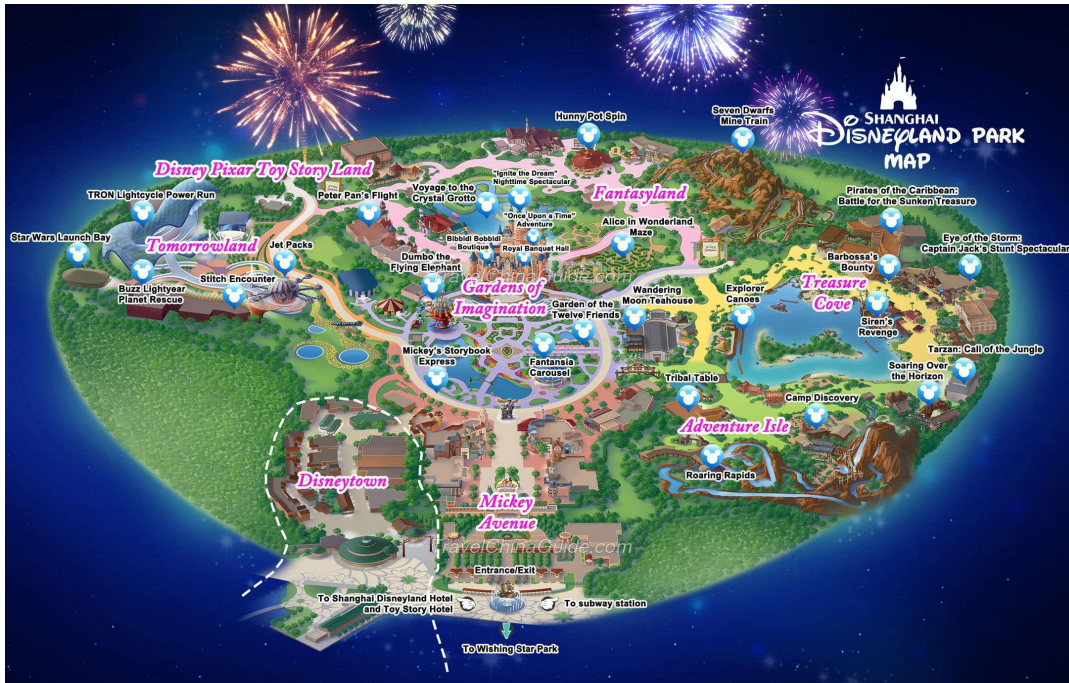 SHANGHAI
DISNEYLAND PARK
MAP
Hunny Pot Spin
Seven Dwarfs
Mine Train
Disney Pixar Toy Story Land
"Ignite the Dream"
Nighttime Spectacular
Fantasyland
TRON Lightcycle Power Run
Peter Pan's Flight
Voyage to the
Crystal Grotto
Pirates of the Caribbean:
Battle for the Sunken Treasure
"Once Upon a Time"
Adventure
Alice in Wonderland
Maze
Star Wars Launch Bay
Tomorrowland
Jet Packs
Bibbidi Bobbidi
Boutique
Royal Banquet Hall
Eye of the Storm:
Captain Jack's Stunt Spectacular
Dumbo the
Flying Elephant
Barbossa's
Bounty
TravelChinaGuide.com
Stitch Encounter
Buzz Lightyear
Planet Rescue
Gardens of
Imagination
Wandering
Moon Teahouse
Explorer
Canoes
Treasure
Cove
Garden of the
Twelve Friends
Siren's
Revenge
Mickey's Storybook
Express
Fantansia
Carousel
Tarzan: Call of the Jungle
Soaring Over
the Horizon
Tribal Table
Camp Discovery
Adventure Isle
Roaring Rapids
Disneytown
Mickey
Avenue
TravelChinaGuide.com
Entrance/Exit
To Shanghai Disneyland Hotel
and Toy Story Hotel
To subway station
To Wishing Star Park